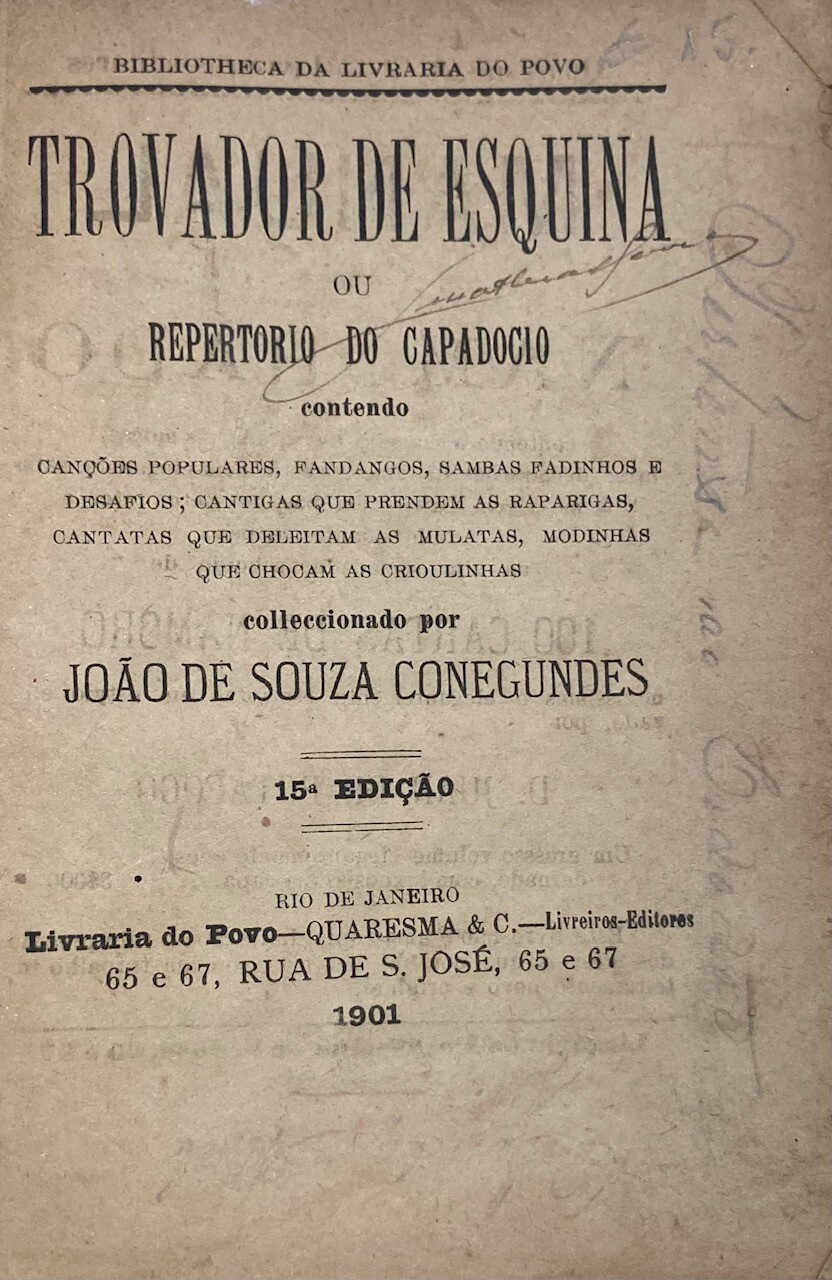 BIBLIOTHECA DA LIVRARIA DO POVO
TROVADOR DE ESQUINA
OU
REPERTORIO DO CAPADOCIO
contendo
CANÇÕES POPULARES, FANDANGOS, SAMBAS FADINHOS E
DESAFIOS ; CANTIGAS QUE PRENDEM AS RAPARIGAS,
CANTATAS QUE DELEITAM AS MULATAS, MODINHAS
QUE CHOCAM AS CRIOULINHAS
colleccionado por
JOÃO DE SOUZA CONEGUNDES
15ª EDIÇÃO
RIO DE JANEIRO
Livraria do Povo—QUARESMA & C.—Livreiros-Editores
65 e 67, RUA DE S. JOSÉ, 65 e 67
1901